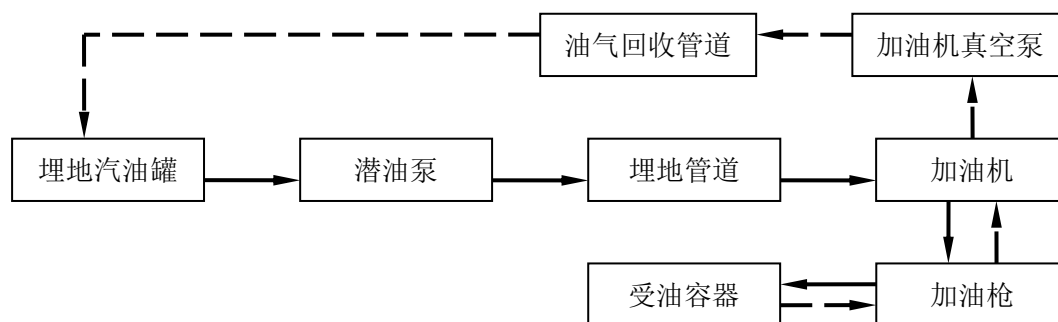 油气回收管道
加油机真空泵
埋地汽油罐
潜油泵
埋地管道
加油机
受油容器
加油枪